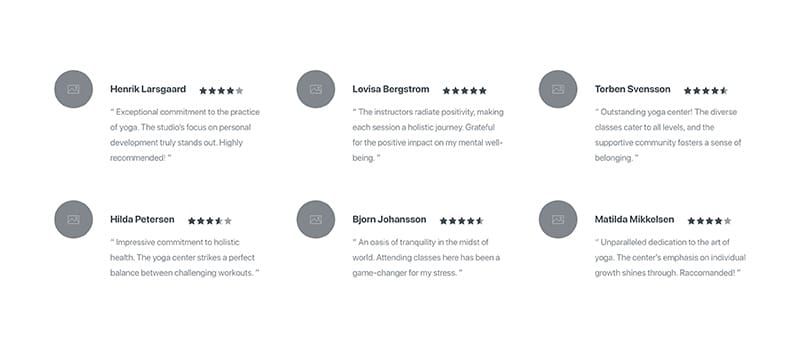 Henrik Larsgaard
“ Exceptional commitment to the practice
of yoga. The studio's focus on personal
development truly stands out. Highly
recommended! ”
Lovisa Bergstrom
“ The instructors radiate positivity, making
each session a holistic journey. Grateful
for the positive impact on my mental well-
being. ”
Torben Svensson
“ Outstanding yoga center! The diverse
classes cater to all levels, and the
supportive community fosters a sense of
belonging. ”
Hilda Petersen
“ Impressive commitment to holistic
health. The yoga center strikes a perfect
balance between challenging workouts. ”
Bjorn Johansson
“ An oasis of tranquility in the midst of
world. Attending classes here has been a
game-changer for my stress. ”
Matilda Mikkelsen
“ Unparalleled dedication to the art of
yoga. The center's emphasis on individual
growth shines through. Raccomanded! ”